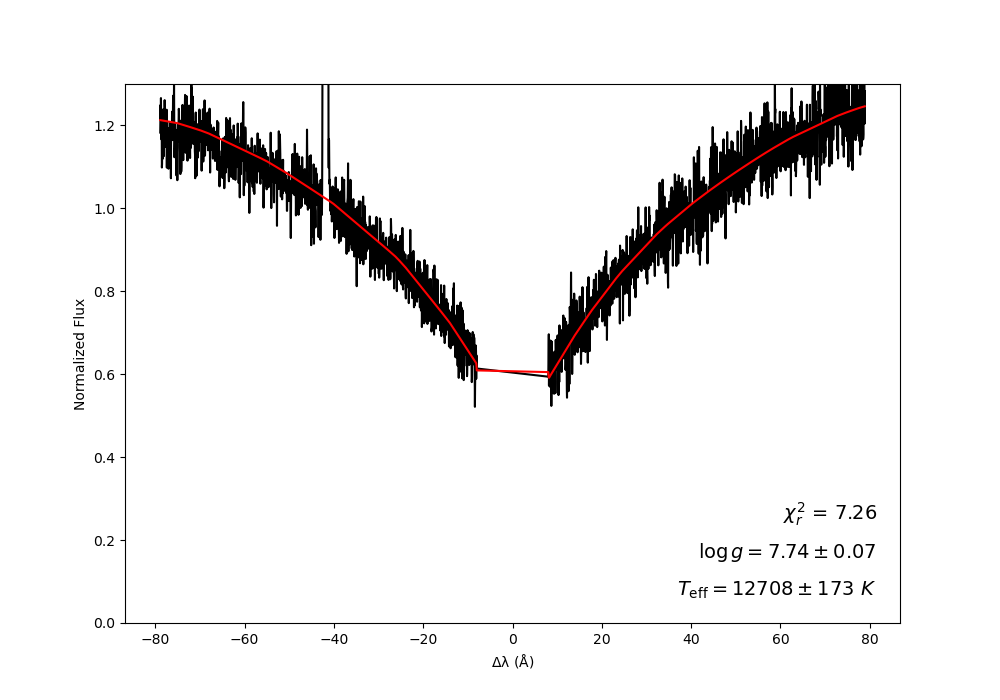 1.2
1.0
0.8
0.6
0.4
0.2
0.0
Normalized Flux
χ²ᵣ = 7.26
log g = 7.74 ± 0.07
T_eff = 12708 ± 173 K
−80 −60 −40 −20 0 20 40 60 80
Δλ (Å)